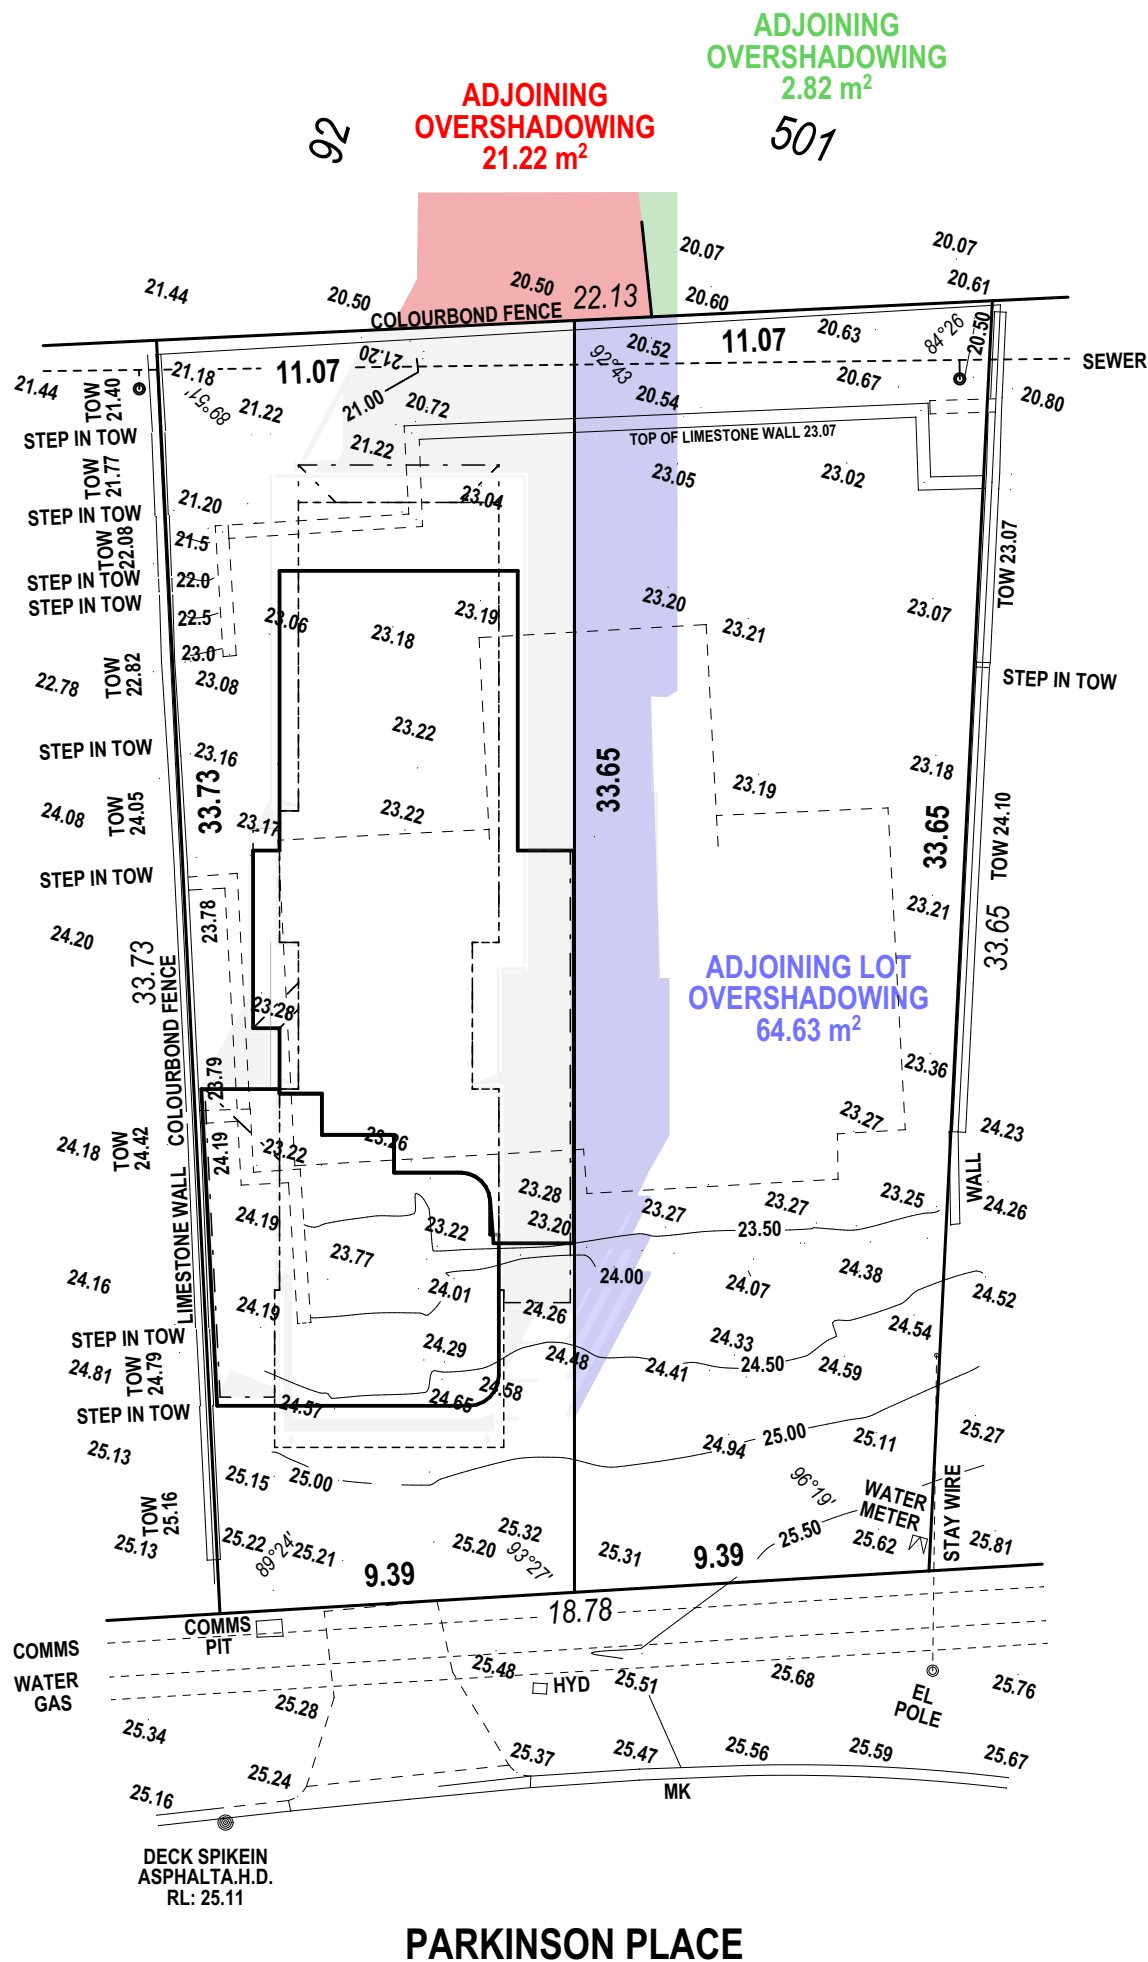 ADJOINING
OVERSHADOWING
2.82 m²
ADJOINING
OVERSHADOWING
21.22 m²
92
501
20.07
20.07
21.44
20.50
20.50
22.13
20.60
20.61
COLOURBOND FENCE
21.18
11.07
21.20
20.52
11.07
20.63
84°26
20.50
SEWER
92°43
21.44
TOW
21.40
89°51'
21.22
21.00
20.72
20.54
20.67
20.80
STEP IN TOW
21.22
TOP OF LIMESTONE WALL 23.07
TOW
21.77
23.04
23.05
23.02
21.20
STEP IN TOW
TOW
22.08
21.5
TOW 23.07
STEP IN TOW
22.0
STEP IN TOW
22.5
23.06
23.18
23.19
23.20
23.21
23.07
23.0
TOW
22.82
22.78
23.08
STEP IN TOW
23.22
STEP IN TOW
23.16
33.73
33.65
23.19
23.18
24.08
TOW
24.05
23.17
23.22
33.65
TOW 24.10
STEP IN TOW
23.78
23.21
24.20
33.73
33.65
COLOURBOND FENCE
ADJOINING LOT
OVERSHADOWING
64.63 m²
23.28
23.79
23.36
24.18
TOW
24.42
24.19
23.22
23.26
23.27
24.23
LIMESTONE WALL
WALL
23.28
24.19
23.22
23.20
23.27
23.27
23.25
24.26
23.50
23.77
24.16
24.01
24.00
24.07
24.38
24.52
24.19
24.26
24.54
STEP IN TOW
24.29
24.33
24.81
TOW
24.79
24.48
24.41
24.50
24.59
24.58
STEP IN TOW
24.57
24.65
25.13
24.94
25.00
25.11
25.27
25.15
25.00
96°19'
WATER
METER
STAY WIRE
TOW
25.16
25.13
25.22
89°24'
25.21
25.20
25.32
93°27'
25.31
25.50
25.62
25.81
9.39
9.39
18.78
COMMS
PIT
COMMS
WATER
GAS
25.48
HYD
25.51
25.68
25.76
EL
POLE
25.28
25.34
25.37
25.47
25.56
25.59
25.67
25.24
25.16
MK
DECK SPIKEIN
ASPHALTA.H.D.
RL: 25.11
PARKINSON PLACE